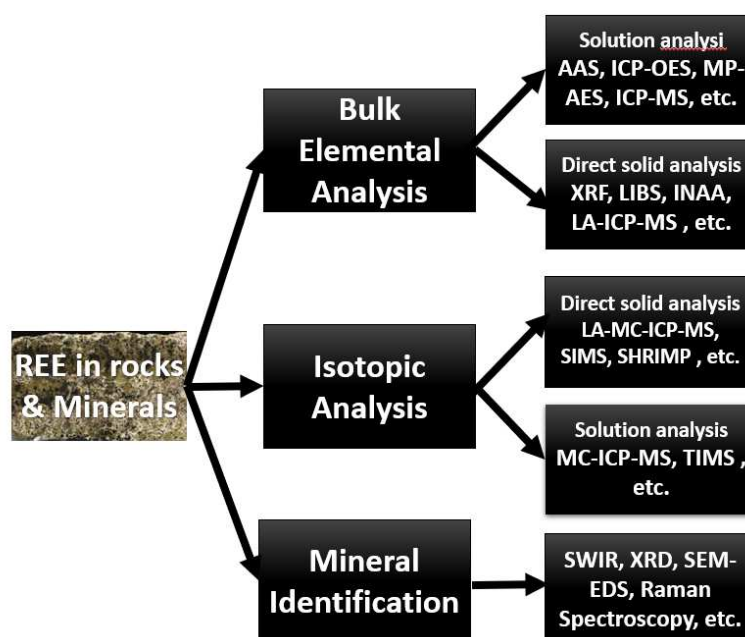 REE in rocks
& Minerals
Bulk
Elemental
Analysis
Solution analysi
AAS, ICP-OES, MP-
AES, ICP-MS, etc.
Direct solid analysis
XRF, LIBS, INAA,
LA-ICP-MS , etc.
Isotopic
Analysis
Direct solid analysis
LA-MC-ICP-MS,
SIMS, SHRIMP , etc.
Solution analysis
MC-ICP-MS, TIMS ,
etc.
Mineral
Identification
SWIR, XRD, SEM-
EDS, Raman
Spectroscopy, etc.